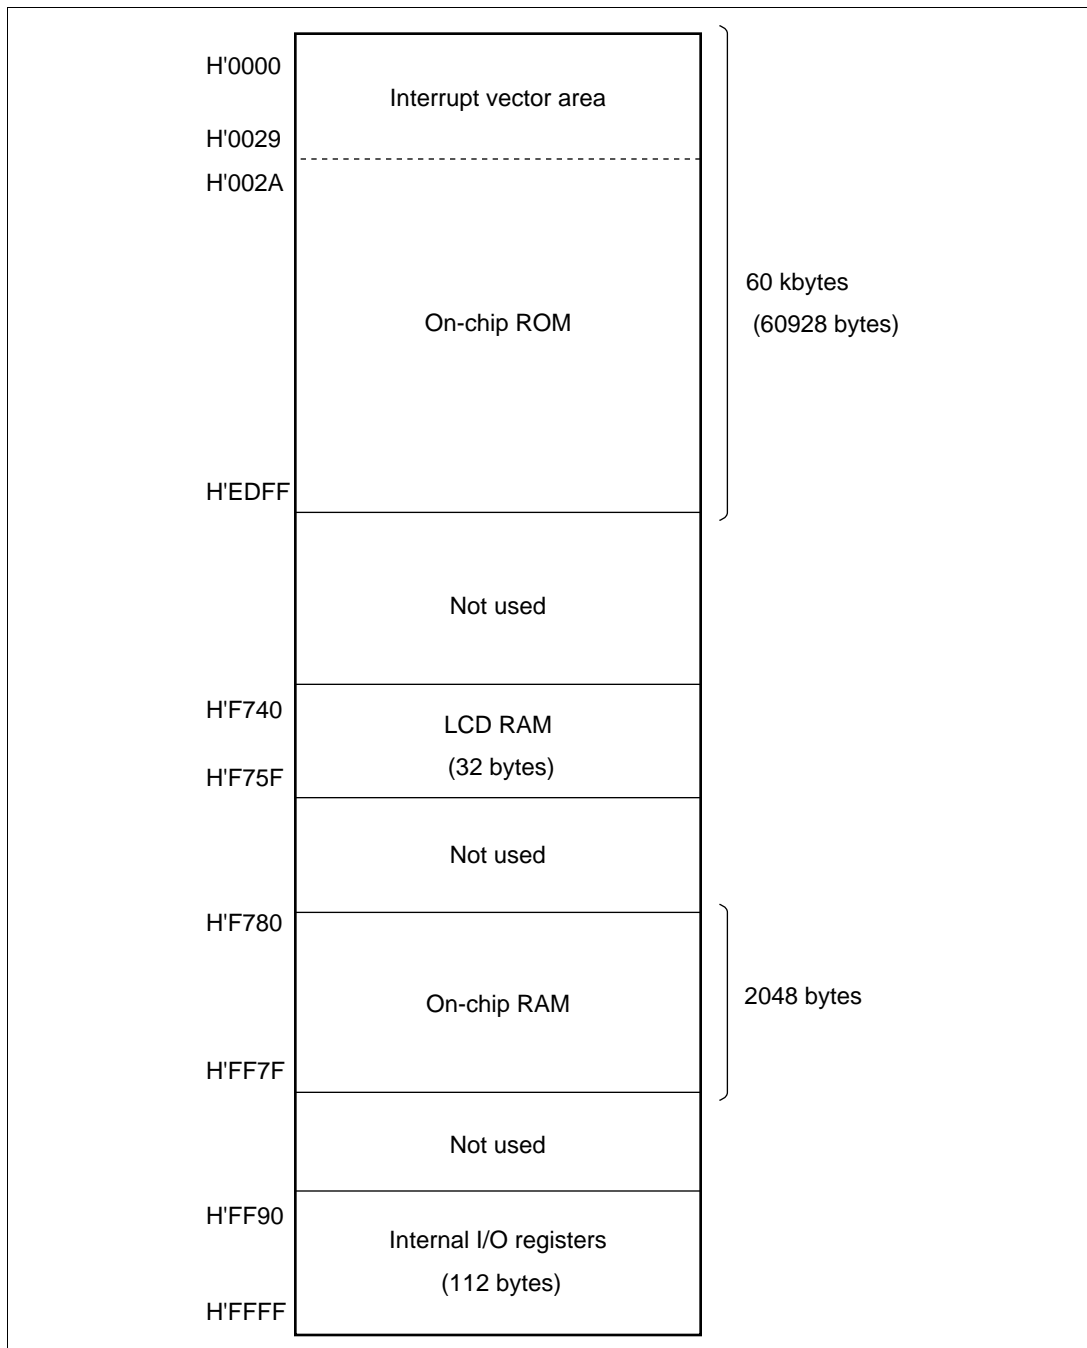 H'0000
Interrupt vector area
H'0029
H'002A
60 kbytes
(60928 bytes)
On-chip ROM
H'EDFF
Not used
H'F740
LCD RAM
(32 bytes)
H'F75F
Not used
H'F780
On-chip RAM
2048 bytes
H'FF7F
Not used
H'FF90
Internal I/O registers
(112 bytes)
H'FFFF